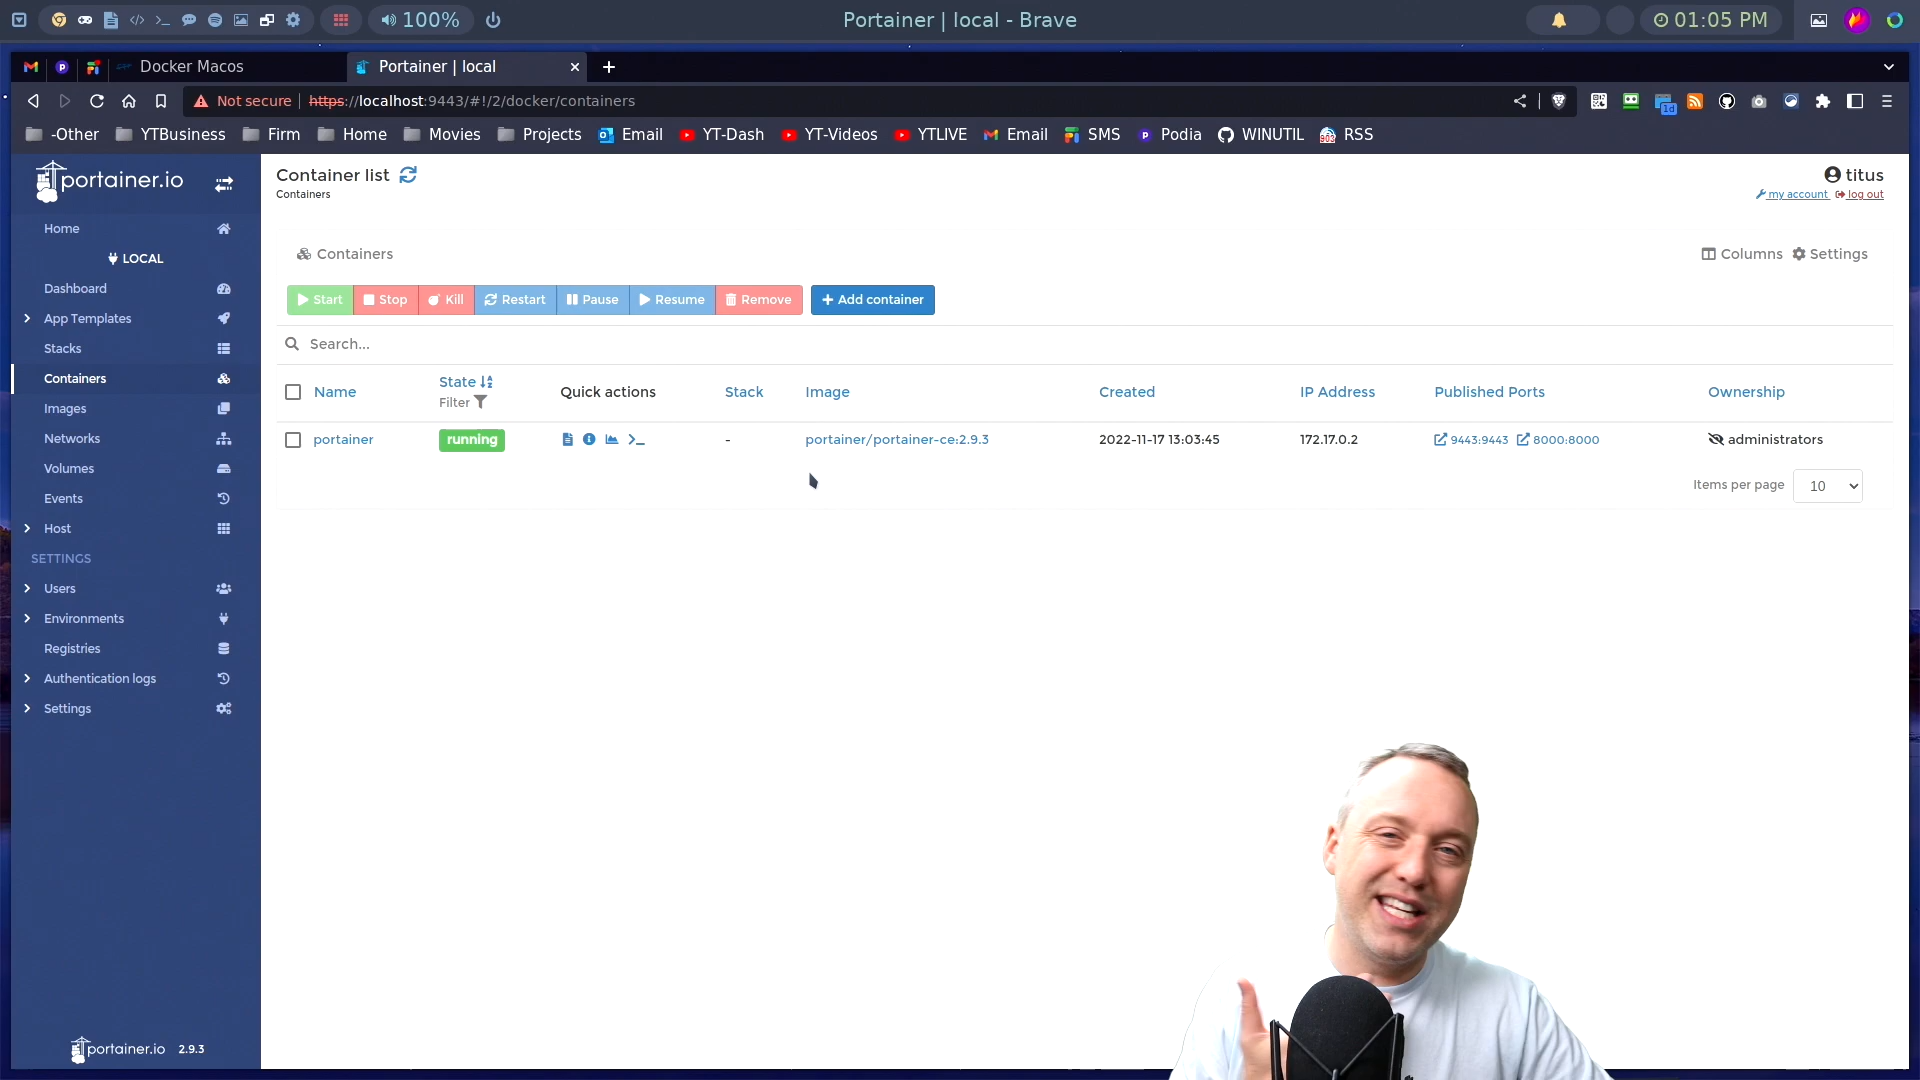 100%
Portainer | local - Brave
01:05 PM
Docker Macos
Portainer | local
Not secure
https://localhost:9443/#!/2/docker/containers
1d
-Other
YTBusiness
Firm
Home
Movies
Projects
Email
YT-Dash
YT-Videos
YTLIVE
Email
SMS
Podia
WINUTIL
RSS
portainer.io
Home
LOCAL
Dashboard
App Templates
Stacks
Containers
Images
Networks
Volumes
Events
Host
SETTINGS
Users
Environments
Registries
Authentication logs
Settings
portainer.io 2.9.3
Container list
Containers
titus
my account log out
Containers
Columns Settings
Start Stop Kill Restart Pause Resume Remove Add container
Search...
Name
State
Filter
Quick actions
Stack
Image
Created
IP Address
Published Ports
Ownership
portainer
running
-
portainer/portainer-ce:2.9.3
2022-11-17 13:03:45
172.17.0.2
9443:9443 8000:8000
administrators
Items per page 10